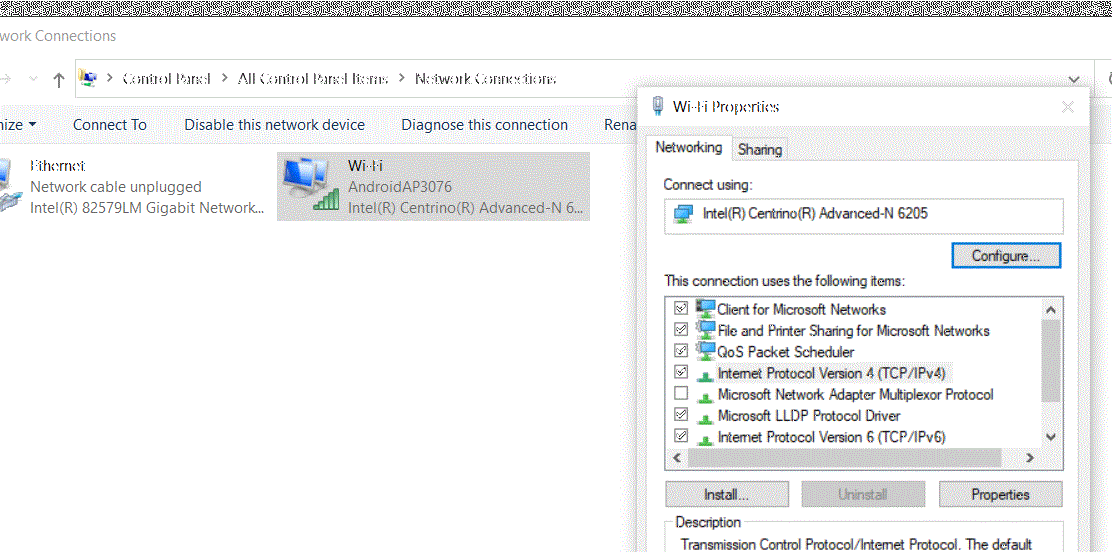 work Connections
Control Panel > All Control Panel Items > Network Connections
nize Connect To Disable this network device Diagnose this connection Rena
Ethernet
Network cable unplugged
Intel(R) 82579LM Gigabit Network...
Wi-Fi
AndroidAP3076
Intel(R) Centrino(R) Advanced-N 6...
Wi-Fi Properties
Networking Sharing
Connect using:
Intel(R) Centrino(R) Advanced-N 6205
Configure...
This connection uses the following items:
Client for Microsoft Networks
File and Printer Sharing for Microsoft Networks
QoS Packet Scheduler
Internet Protocol Version 4 (TCP/IPv4)
Microsoft Network Adapter Multiplexor Protocol
Microsoft LLDP Protocol Driver
Internet Protocol Version 6 (TCP/IPv6)
Install... Uninstall Properties
Description
Transmission Control Protocol/Internet Protocol. The default